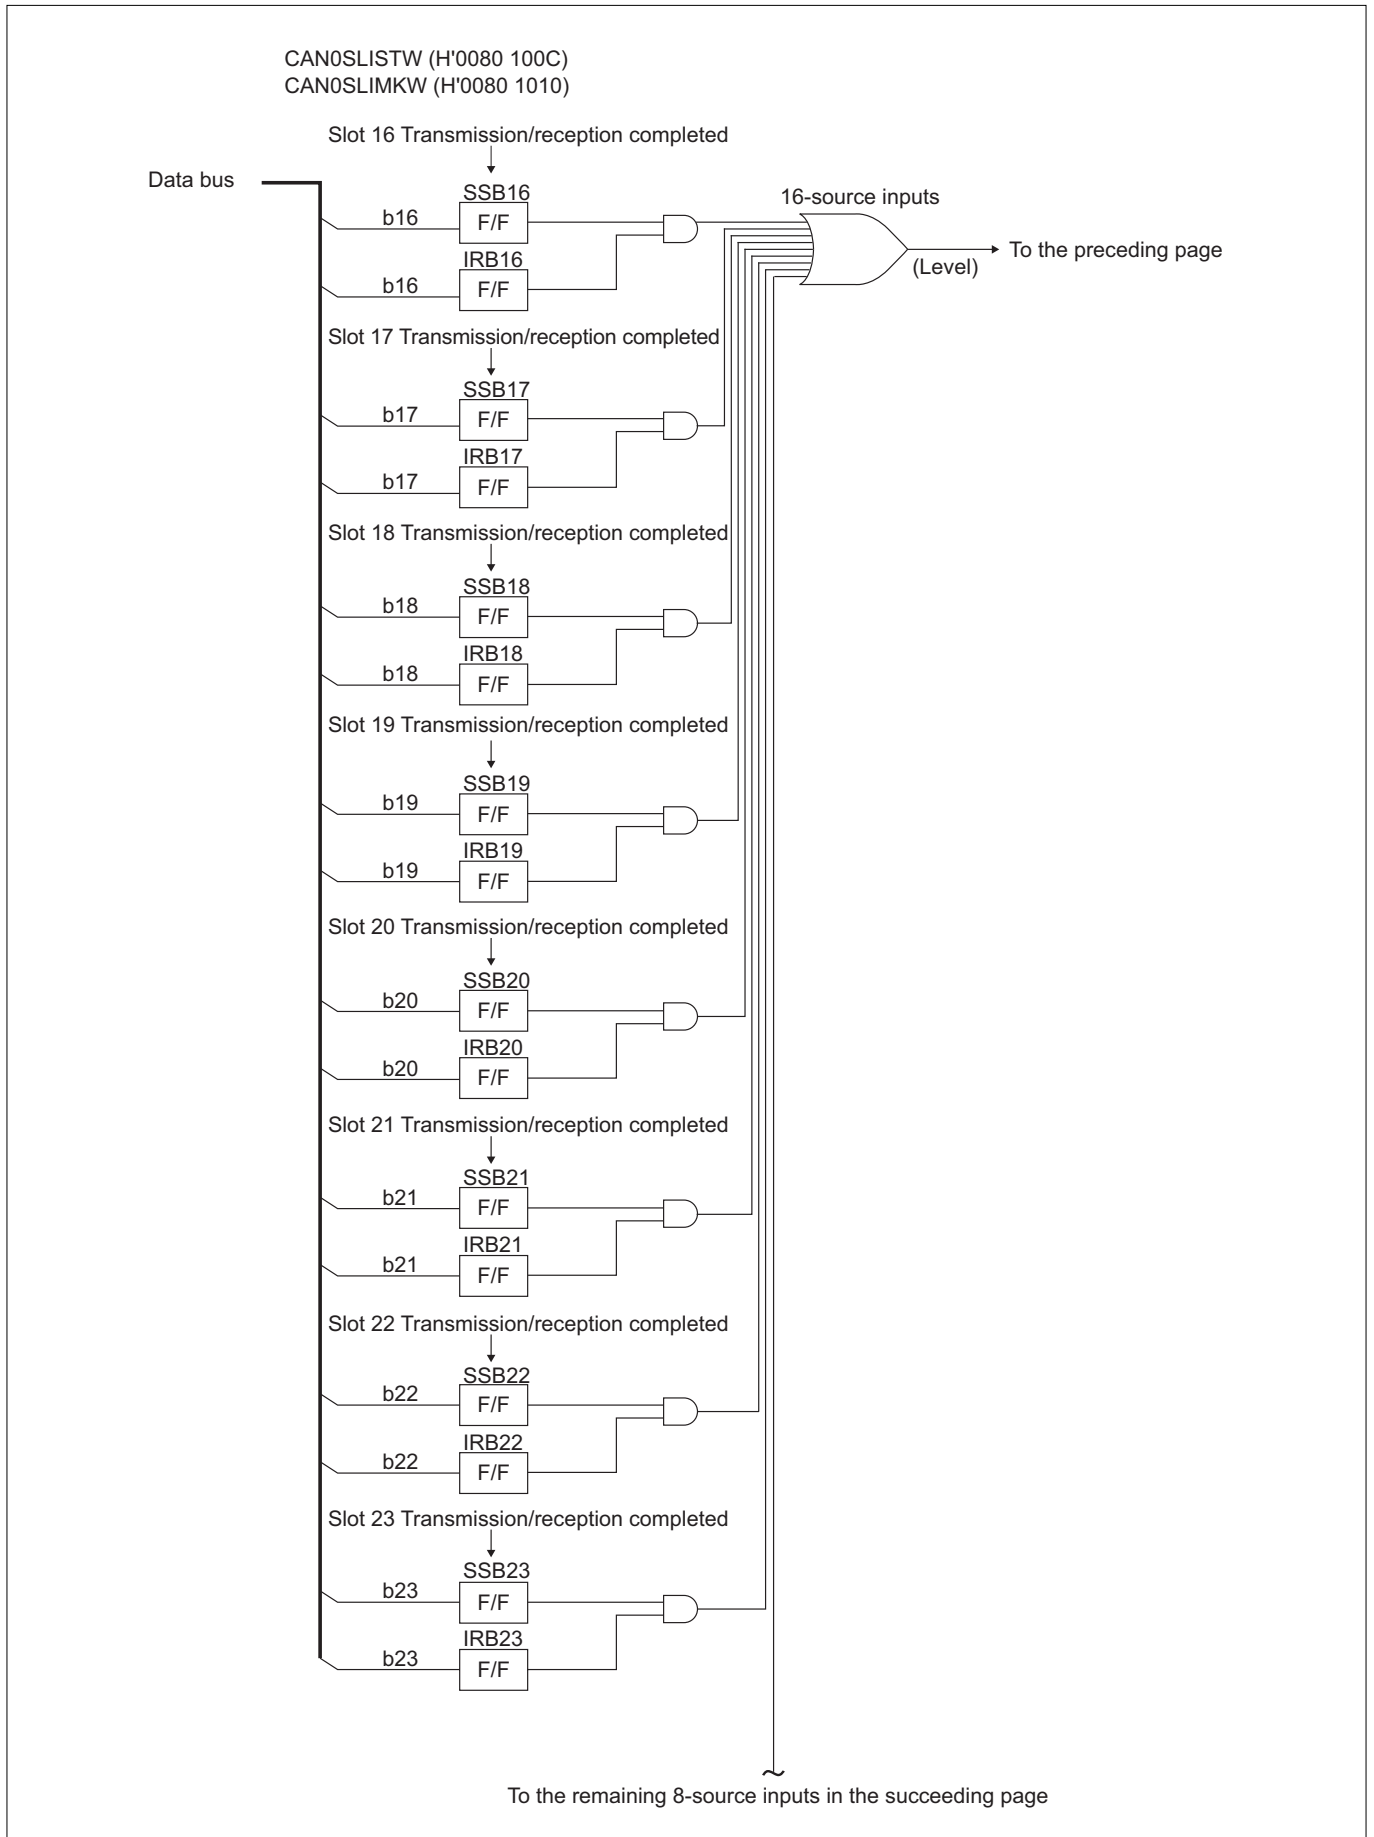 CAN0SLISTW (H'0080 100C)
CAN0SLIMKW (H'0080 1010)
Slot 16 Transmission/reception completed
Data bus
SSB16
16-source inputs
b16
F/F
To the preceding page
(Level)
IRB16
b16
F/F
Slot 17 Transmission/reception completed
SSB17
b17
F/F
IRB17
b17
F/F
Slot 18 Transmission/reception completed
SSB18
b18
F/F
IRB18
b18
F/F
Slot 19 Transmission/reception completed
SSB19
b19
F/F
IRB19
b19
F/F
Slot 20 Transmission/reception completed
SSB20
b20
F/F
IRB20
b20
F/F
Slot 21 Transmission/reception completed
SSB21
b21
F/F
IRB21
b21
F/F
Slot 22 Transmission/reception completed
SSB22
b22
F/F
IRB22
b22
F/F
Slot 23 Transmission/reception completed
SSB23
b23
F/F
IRB23
b23
F/F
To the remaining 8-source inputs in the succeeding page